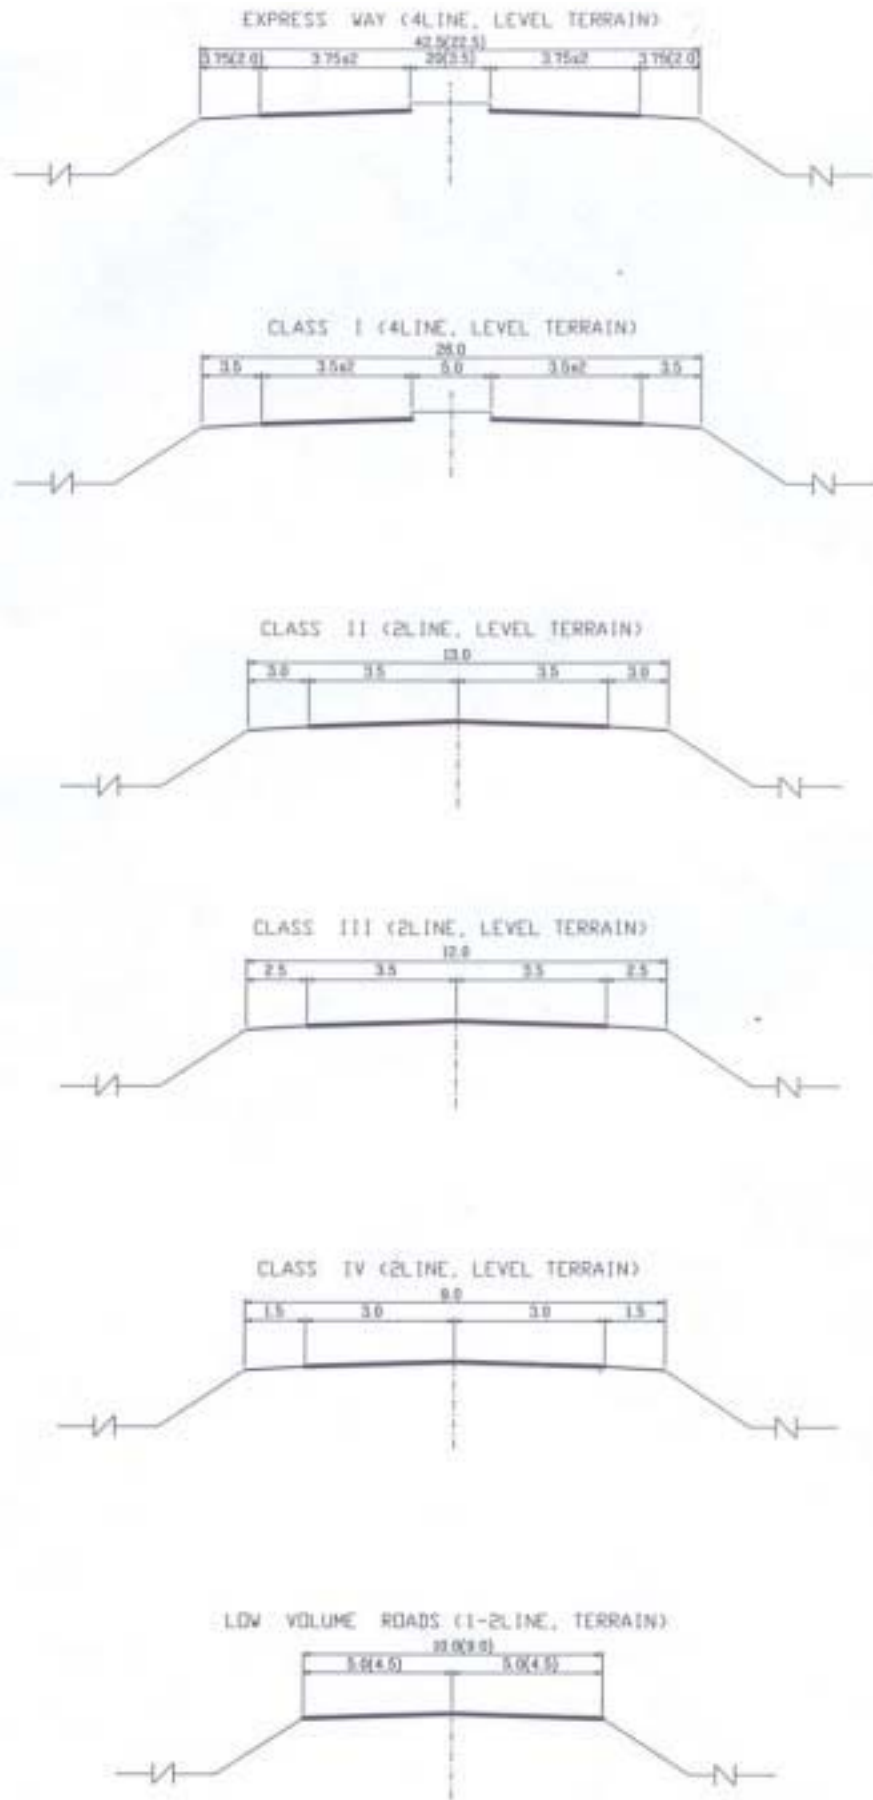 EXPRESS WAY (4LINE, LEVEL TERRAIN)
42.5(22.5)
3.75(2.0) 3.75x2 20(3.5) 3.75x2 3.75(2.0)
CLASS I (4LINE, LEVEL TERRAIN)
26.0
3.5 3.5x2 5.0 3.5x2 3.5
CLASS II (2LINE, LEVEL TERRAIN)
13.0
3.0 3.5 3.5 3.0
CLASS III (2LINE, LEVEL TERRAIN)
12.0
2.5 3.5 3.5 2.5
CLASS IV (2LINE, LEVEL TERRAIN)
9.0
1.5 3.0 3.0 1.5
LOW VOLUME ROADS (1-2LINE, TERRAIN)
10.0(9.0)
5.0(4.5) 5.0(4.5)